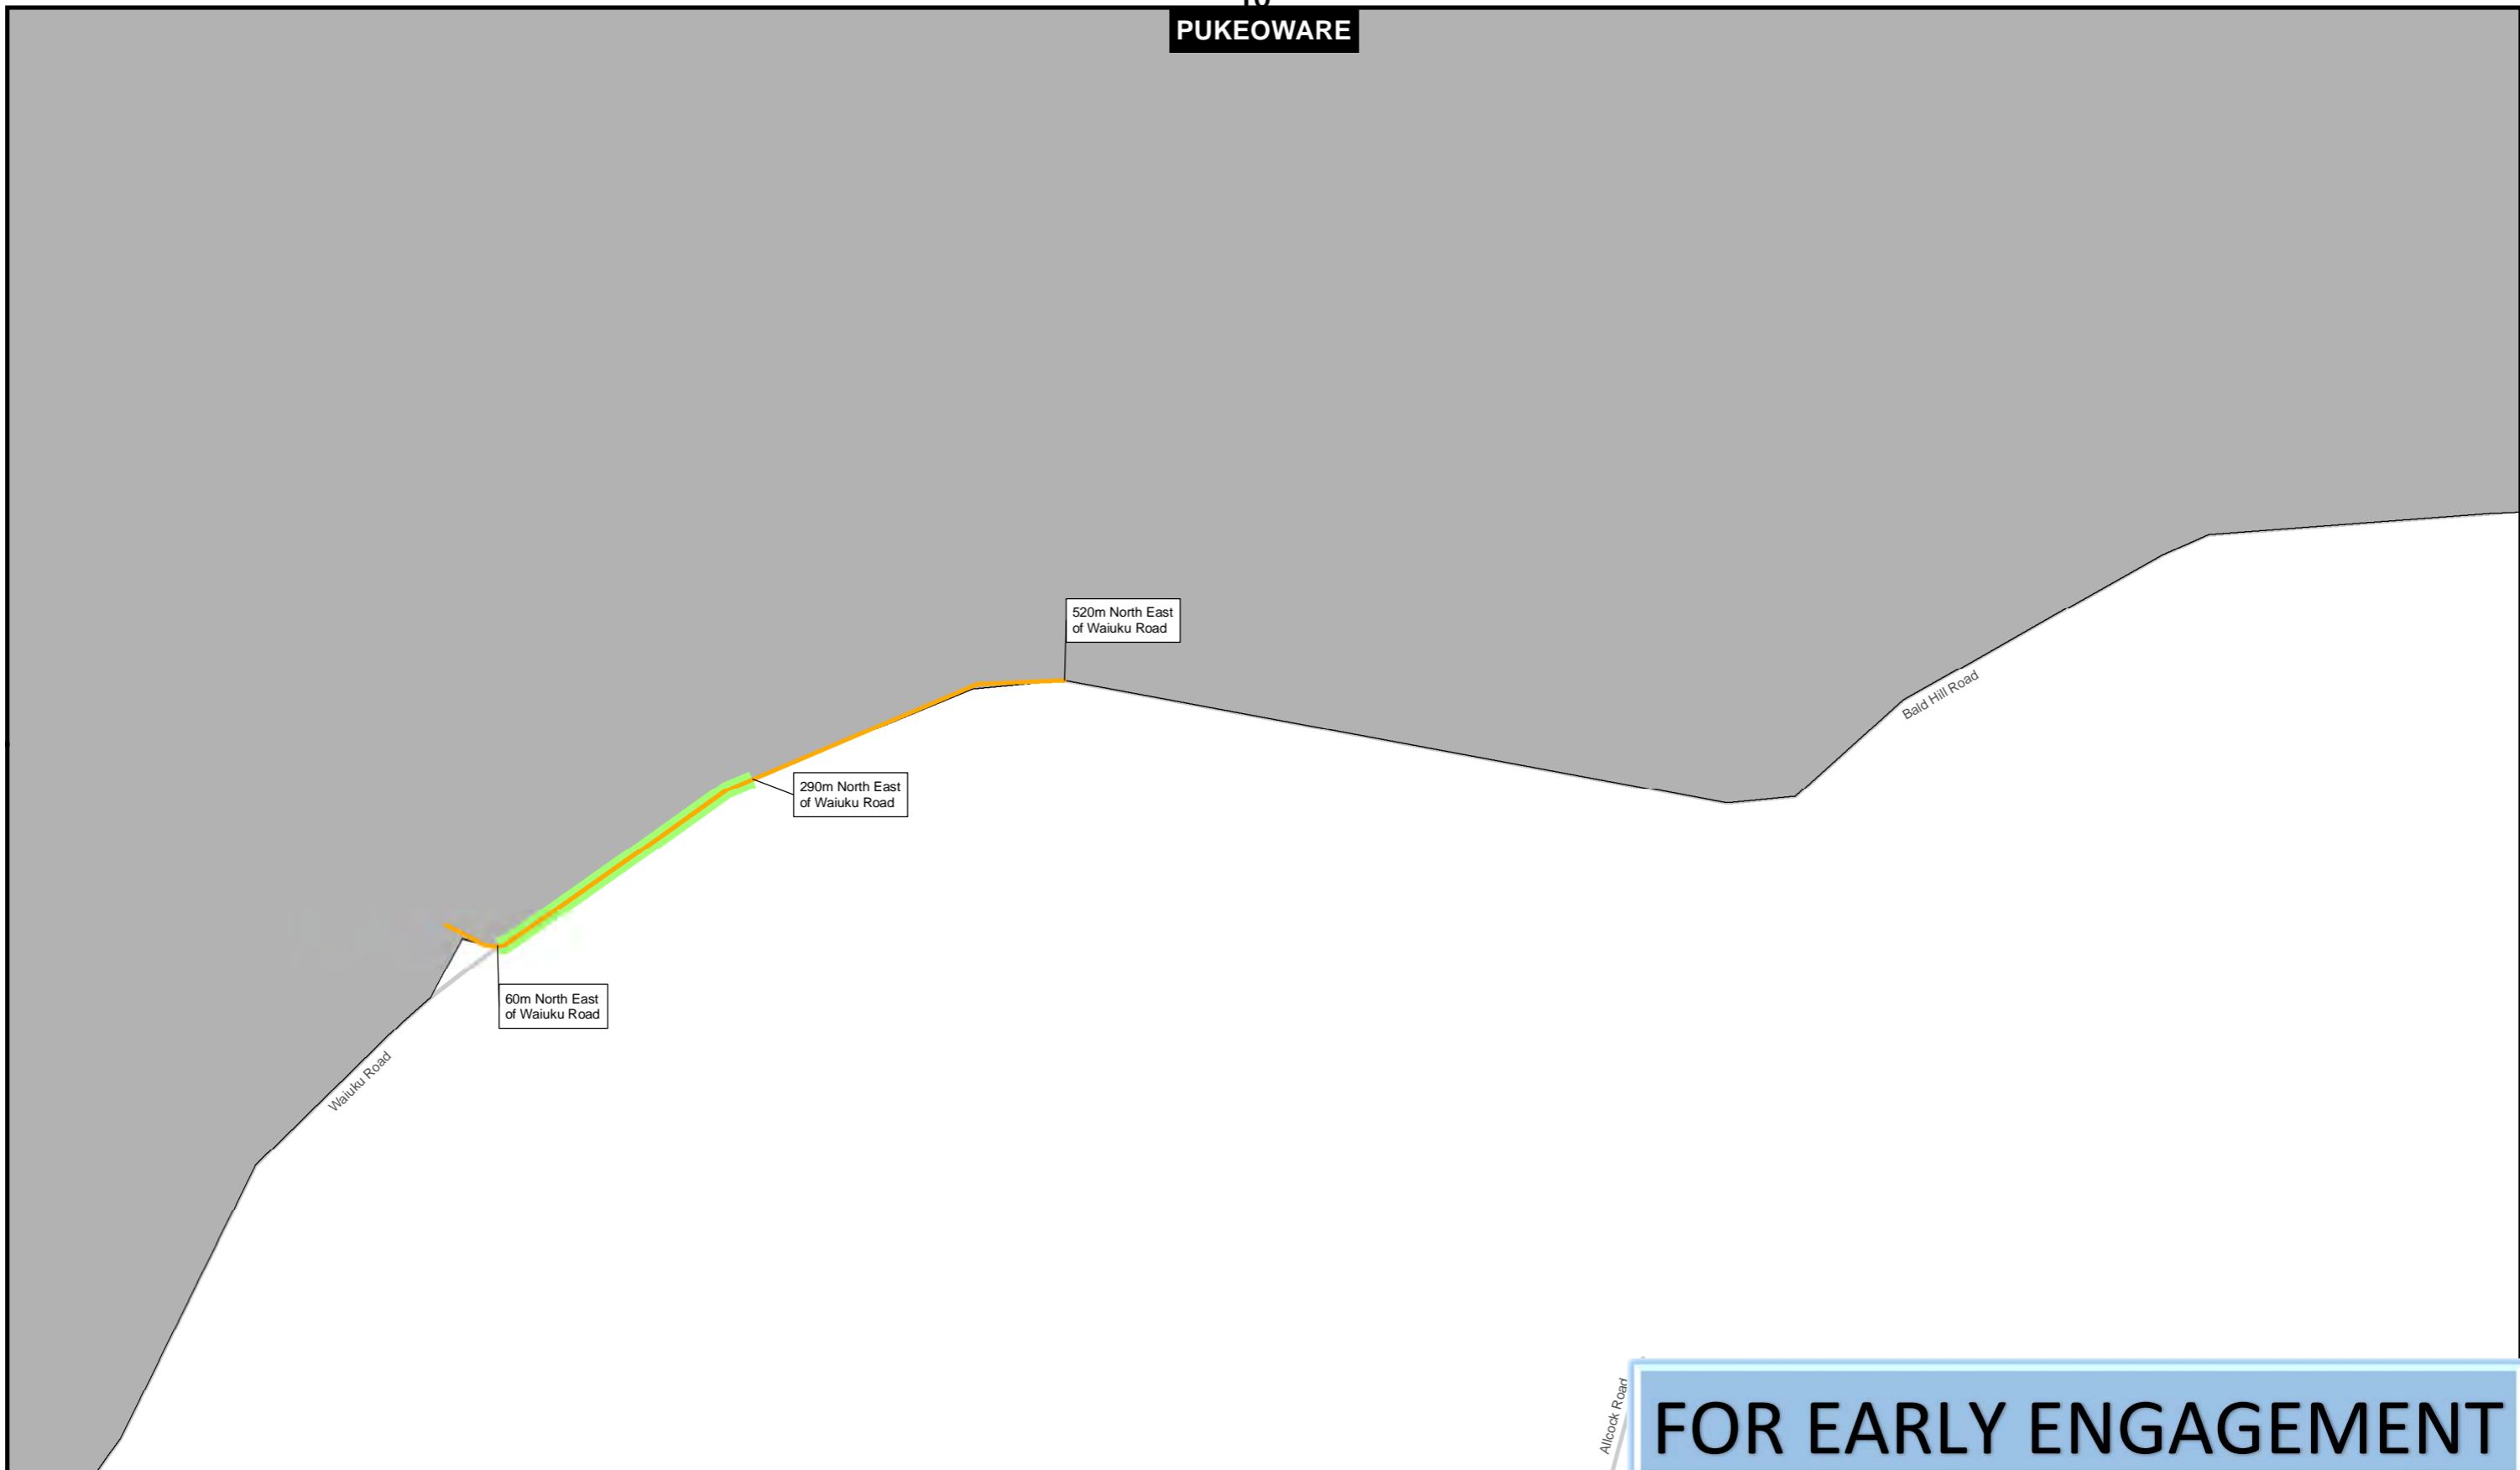 PUKEOWARE
520m North East
of Waiuku Road
Bald Hill Road
290m North East
of Waiuku Road
60m North East
of Waiuku Road
Waiuku Road
Allcock Road
FOR EARLY ENGAGEMENT